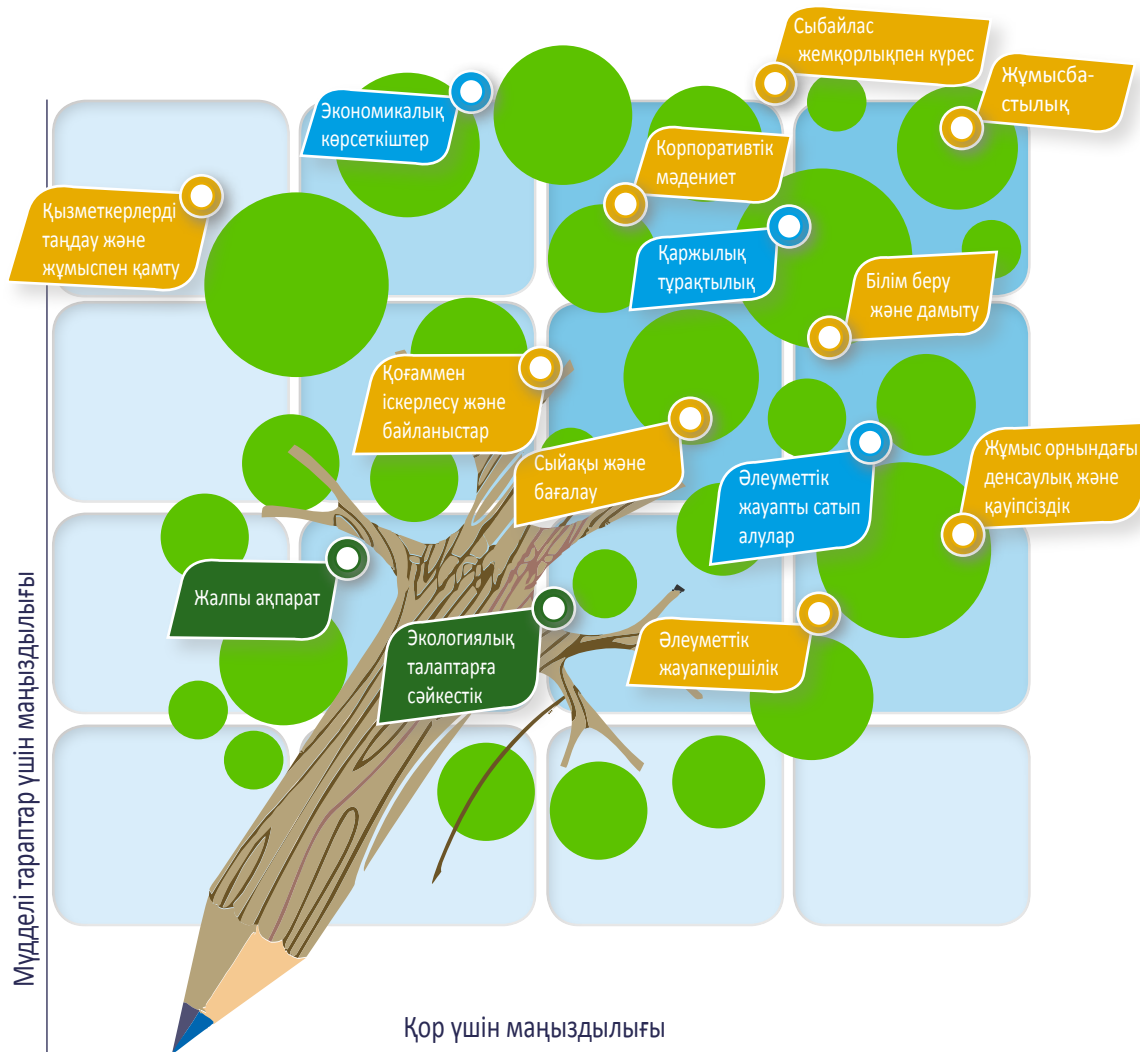 Сыбайлас
жемқорлықпен күрес
Жұмысба-
стылық
Экономикалық
көрсеткіштер
Корпоративтік
мәдениет
Қызметкерлерді
таңдау және
жұмыспен қамту
Қаржылық
тұрақтылық
Білім беру
және дамыту
Қоғаммен
іскерлесу және
байланыстар
Сыйақы және
бағалау
Әлеуметтік
жауапты сатып
алулар
Жұмыс орнындағы
денсаулық және
қауіпсіздік
Жалпы ақпарат
Экологиялық
талаптарға
сәйкестік
Әлеуметтік
жауапкершілік
Мүдделі тараптар үшін маңыздылығы
Қор үшін маңыздылығы